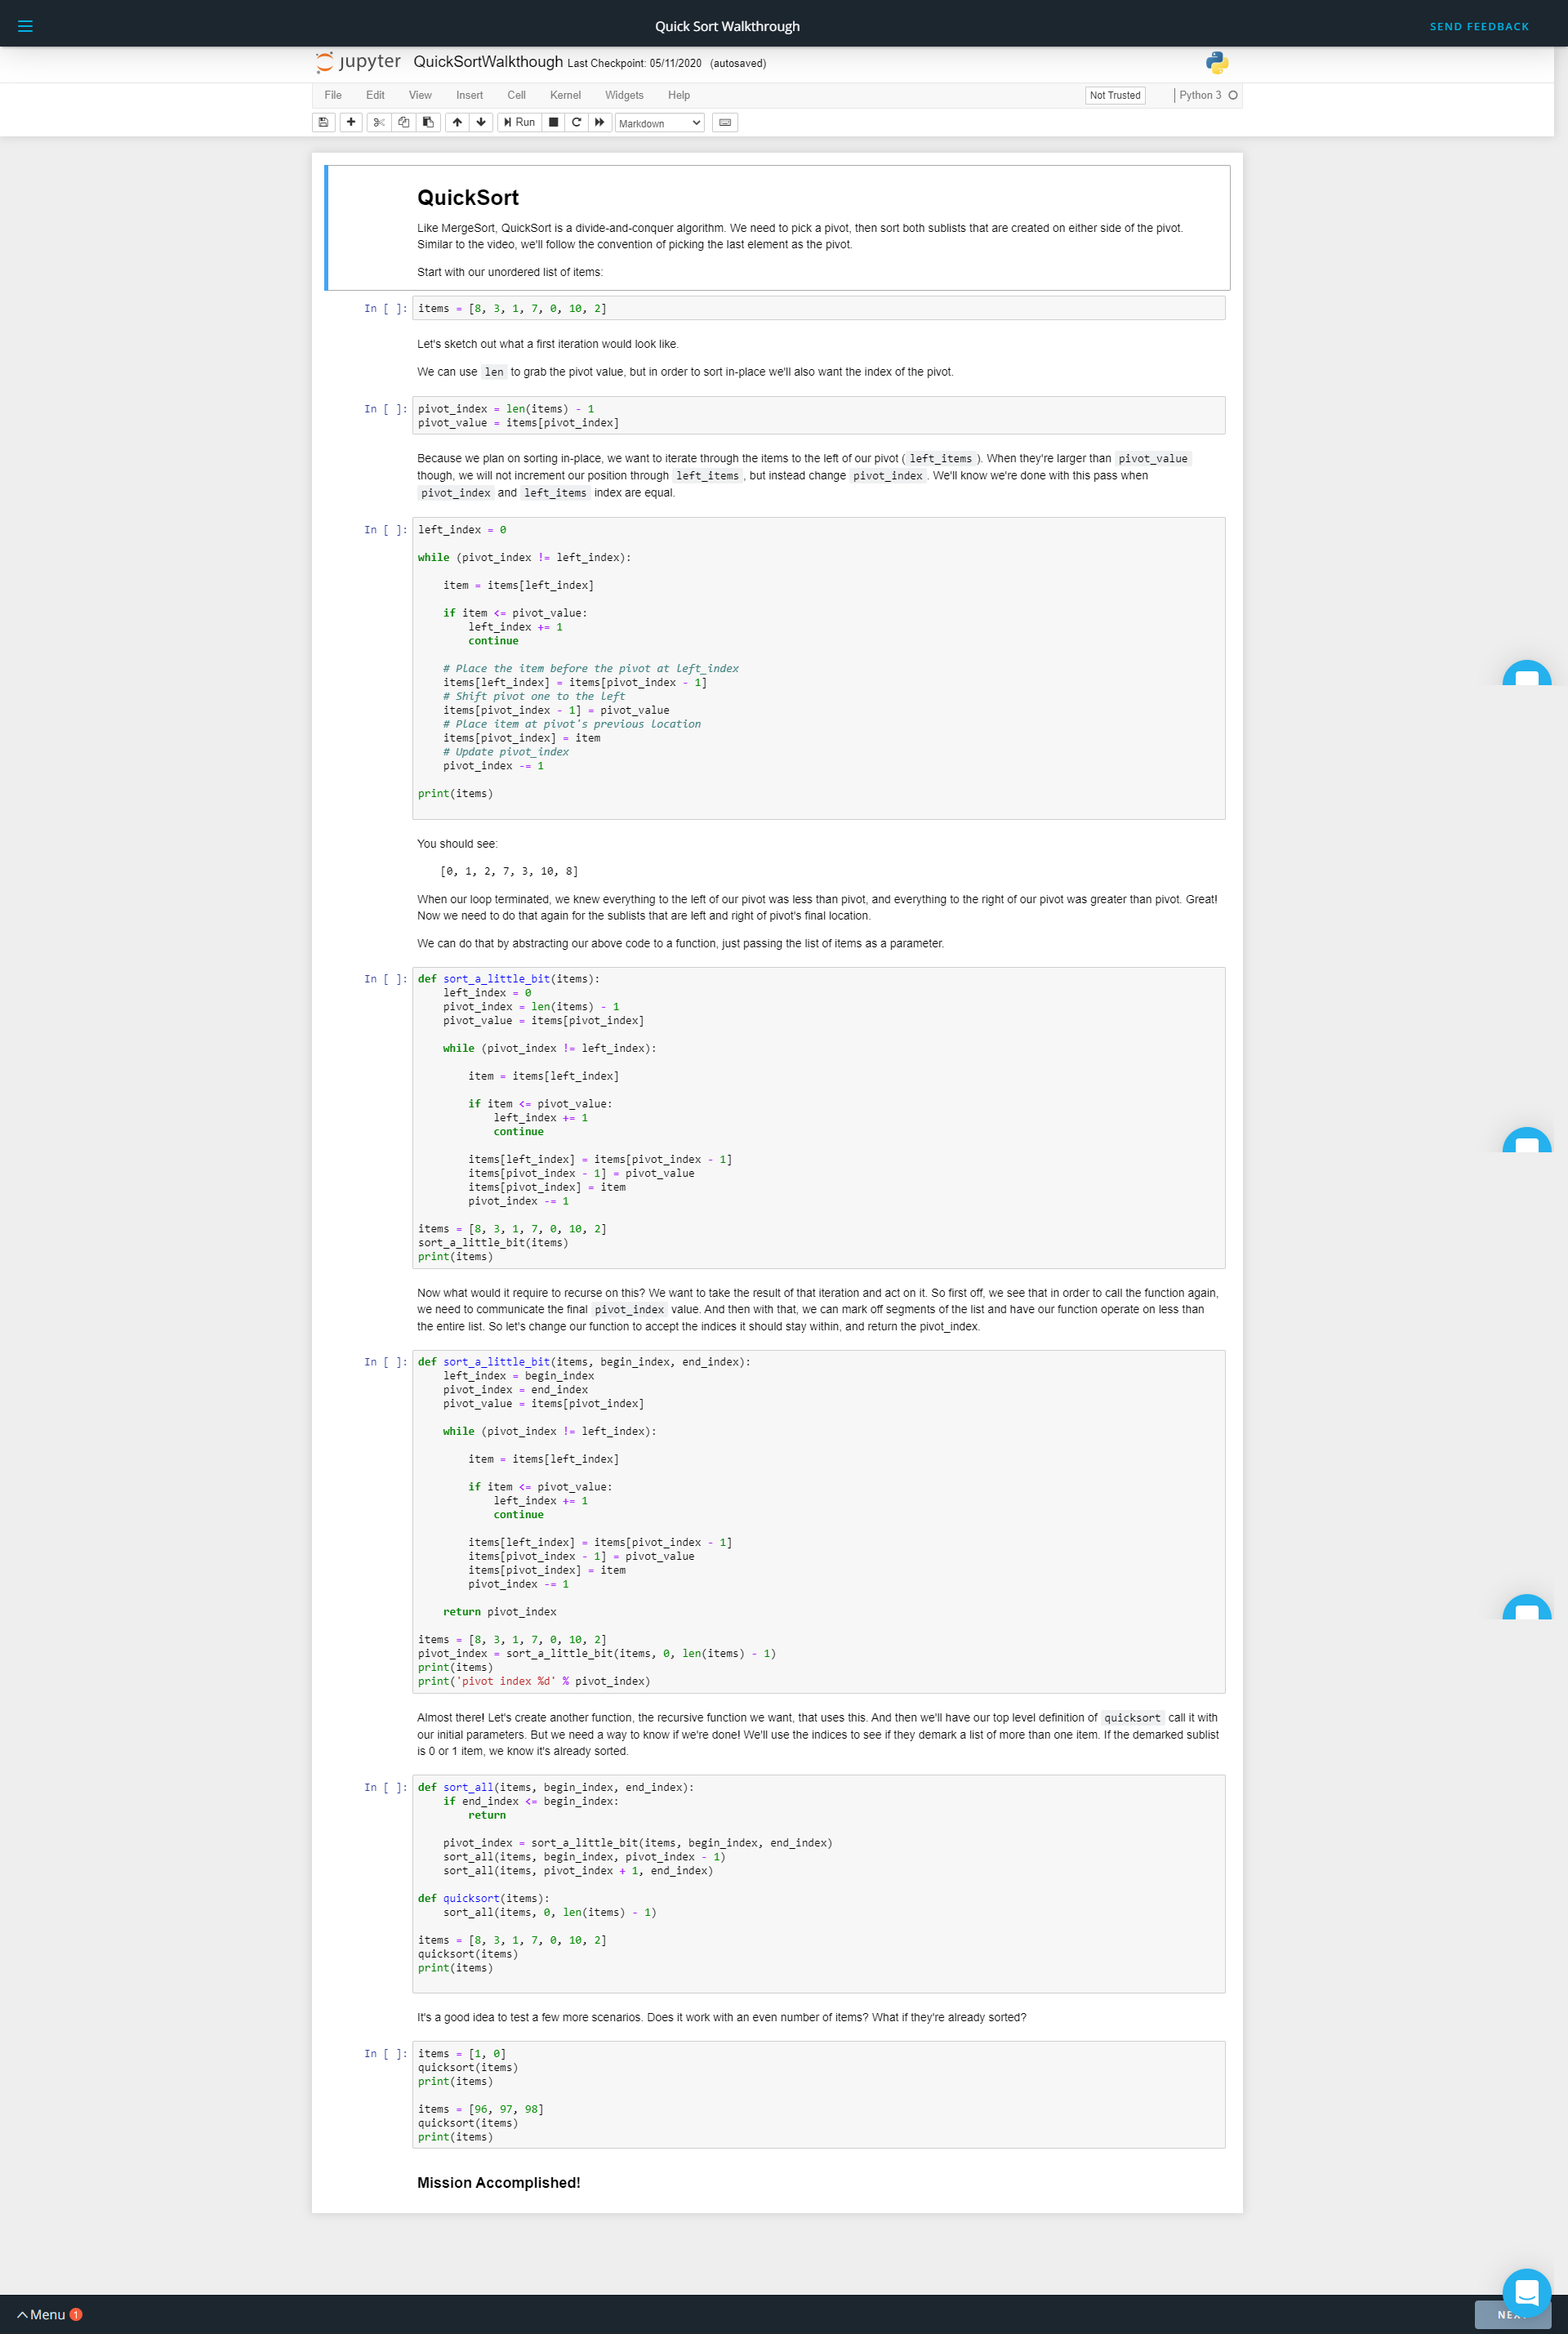 Quick Sort Walkthrough
SEND FEEDBACK
jupyter QuickSortWalkthough Last Checkpoint: 05/11/2020 (autosaved)
File Edit View Insert Cell Kernel Widgets Help
Not Trusted
Python 3
Run
Markdown
QuickSort
Like MergeSort, QuickSort is a divide-and-conquer algorithm. We need to pick a pivot, then sort both sublists that are created on either side of the pivot.
Similar to the video, we'll follow the convention of picking the last element as the pivot.
Start with our unordered list of items:
In [ ]: items = [8, 3, 1, 7, 0, 10, 2]
Let's sketch out what a first iteration would look like.
We can use len to grab the pivot value, but in order to sort in-place we'll also want the index of the pivot.
In [ ]: pivot_index = len(items) - 1
pivot_value = items[pivot_index]
Because we plan on sorting in-place, we want to iterate through the items to the left of our pivot ( left_items ). When they're larger than pivot_value
though, we will not increment our position through left_items , but instead change pivot_index . We'll know we're done with this pass when
pivot_index and left_items index are equal.
In [ ]: left_index = 0
while (pivot_index != left_index):
item = items[left_index]
if item <= pivot_value:
left_index += 1
continue
# Place the item before the pivot at left_index
items[left_index] = items[pivot_index - 1]
# Shift pivot one to the left
items[pivot_index - 1] = pivot_value
# Place item at pivot's previous location
items[pivot_index] = item
# Update pivot_index
pivot_index -= 1
print(items)
You should see:
[0, 1, 2, 7, 3, 10, 8]
When our loop terminated, we knew everything to the left of our pivot was less than pivot, and everything to the right of our pivot was greater than pivot. Great!
Now we need to do that again for the sublists that are left and right of pivot's final location.
We can do that by abstracting our above code to a function, just passing the list of items as a parameter.
In [ ]: def sort_a_little_bit(items):
left_index = 0
pivot_index = len(items) - 1
pivot_value = items[pivot_index]
while (pivot_index != left_index):
item = items[left_index]
if item <= pivot_value:
left_index += 1
continue
items[left_index] = items[pivot_index - 1]
items[pivot_index - 1] = pivot_value
items[pivot_index] = item
pivot_index -= 1
items = [8, 3, 1, 7, 0, 10, 2]
sort_a_little_bit(items)
print(items)
Now what would it require to recurse on this? We want to take the result of that iteration and act on it. So first off, we see that in order to call the function again,
we need to communicate the final pivot_index value. And then with that, we can mark off segments of the list and have our function operate on less than
the entire list. So let's change our function to accept the indices it should stay within, and return the pivot_index.
In [ ]: def sort_a_little_bit(items, begin_index, end_index):
left_index = begin_index
pivot_index = end_index
pivot_value = items[pivot_index]
while (pivot_index != left_index):
item = items[left_index]
if item <= pivot_value:
left_index += 1
continue
items[left_index] = items[pivot_index - 1]
items[pivot_index - 1] = pivot_value
items[pivot_index] = item
pivot_index -= 1
return pivot_index
items = [8, 3, 1, 7, 0, 10, 2]
pivot_index = sort_a_little_bit(items, 0, len(items) - 1)
print(items)
print('pivot index %d' % pivot_index)
Almost there! Let's create another function, the recursive function we want, that uses this. And then we'll have our top level definition of quicksort call it with
our initial parameters. But we need a way to know if we're done! We'll use the indices to see if they demark a list of more than one item. If the demarked sublist
is 0 or 1 item, we know it's already sorted.
In [ ]: def sort_all(items, begin_index, end_index):
if end_index <= begin_index:
return
pivot_index = sort_a_little_bit(items, begin_index, end_index)
sort_all(items, begin_index, pivot_index - 1)
sort_all(items, pivot_index + 1, end_index)
def quicksort(items):
sort_all(items, 0, len(items) - 1)
items = [8, 3, 1, 7, 0, 10, 2]
quicksort(items)
print(items)
It's a good idea to test a few more scenarios. Does it work with an even number of items? What if they're already sorted?
In [ ]: items = [1, 0]
quicksort(items)
print(items)
items = [96, 97, 98]
quicksort(items)
print(items)
Mission Accomplished!
Menu 1